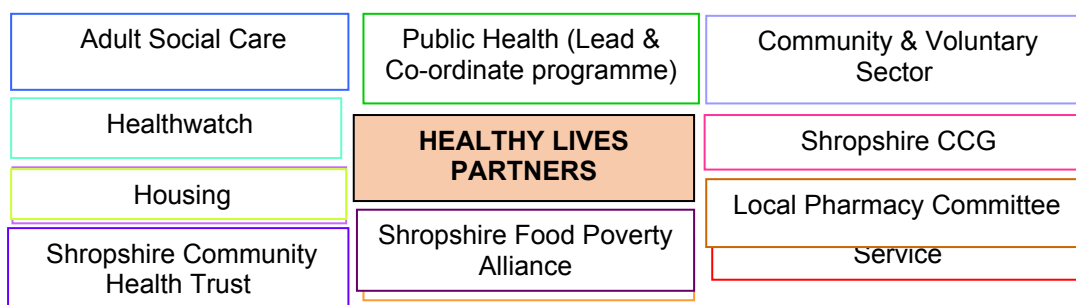 Adult Social Care
Public Health (Lead &
Co-ordinate programme)
Community & Voluntary
Sector
Healthwatch
HEALTHY LIVES
PARTNERS
Shropshire CCG
Housing
Local Pharmacy Committee
Shropshire Community
Health Trust
Shropshire Food Poverty
Alliance
Service